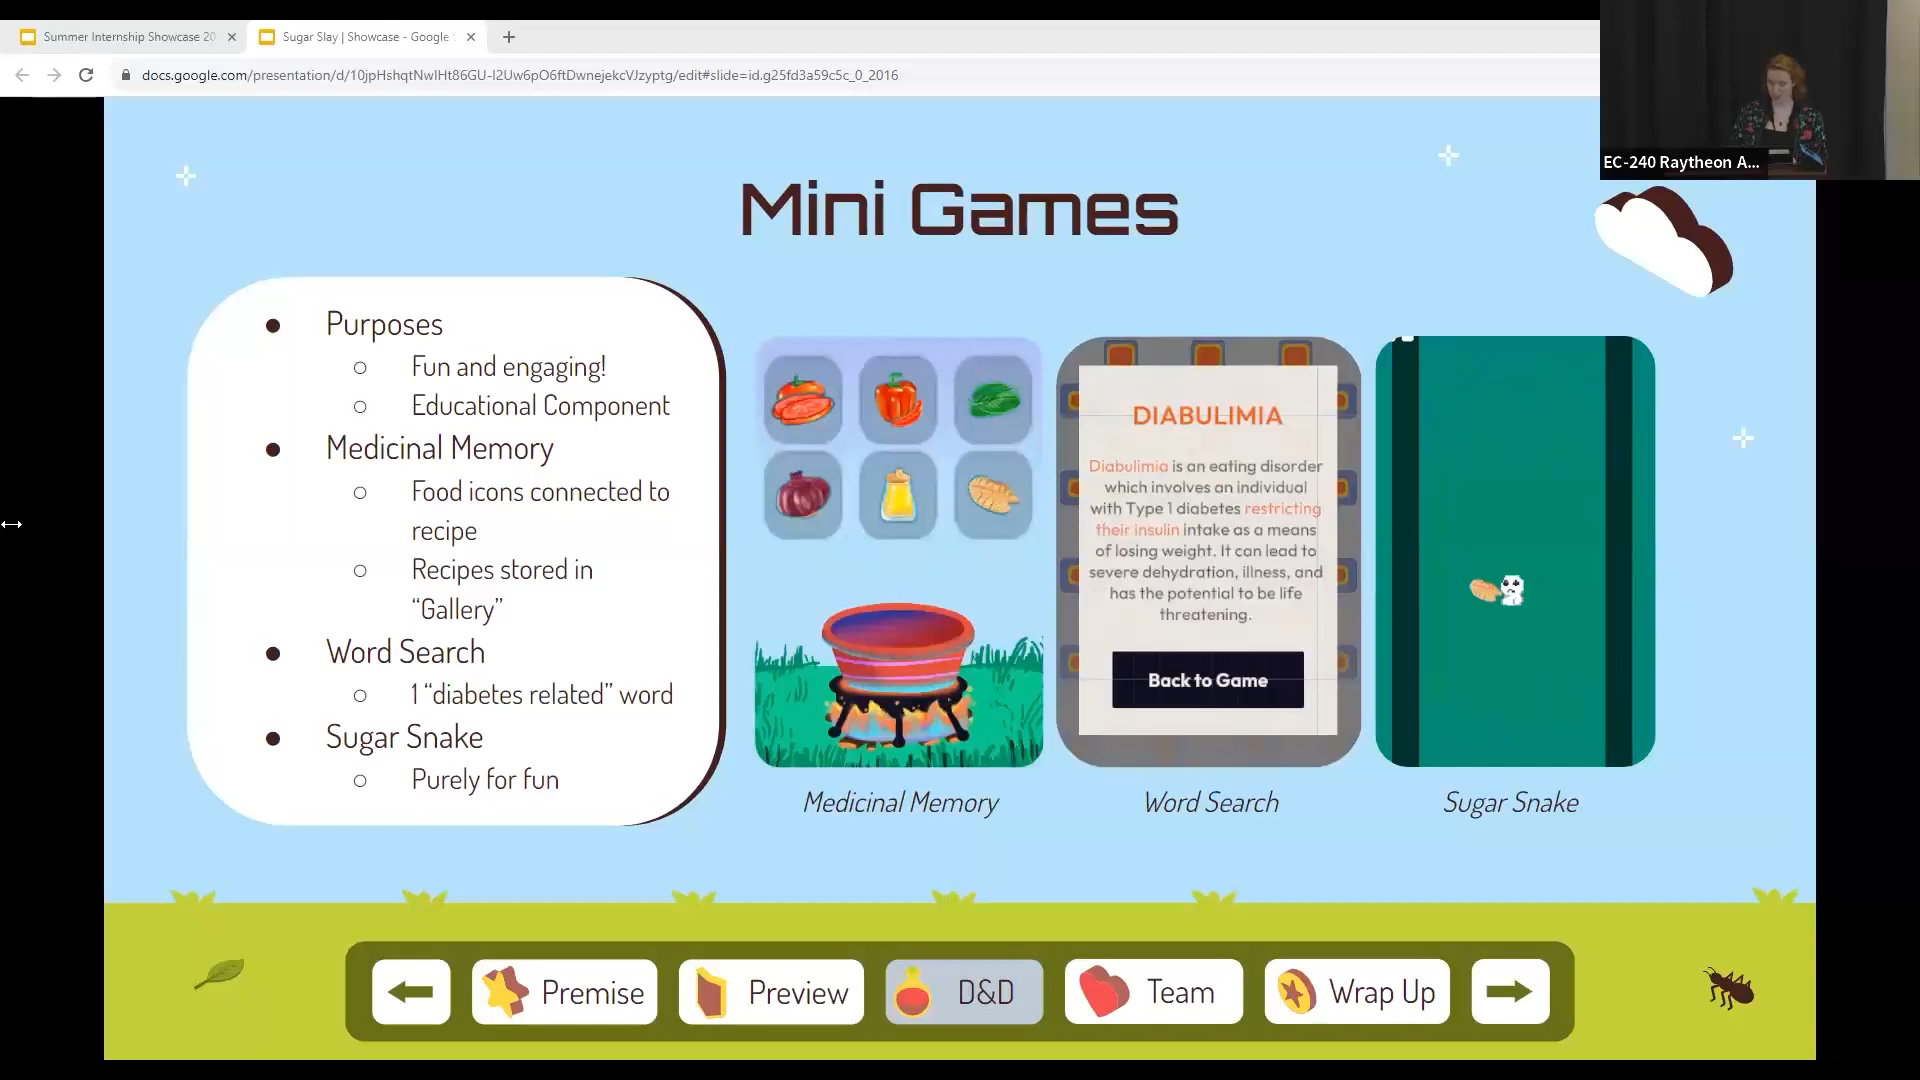 Summer Internship Showcase 20
Sugar Slay | Showcase - Google S
docs.google.com/presentation/d/10jpHshqtNwIHt86GU-I2Uw6pO6ftDwnejekcVJzyptg/edit#slide=id.g25fd3a59c5c_0_2016
EC-240 Raytheon A...
Mini Games
Purposes
Fun and engaging!
Educational Component
Medicinal Memory
Food icons connected to
recipe
Recipes stored in
“Gallery”
Word Search
1 “diabetes related” word
Sugar Snake
Purely for fun
DIABULIMIA
Diabulimia is an eating disorder
which involves an individual
with Type 1 diabetes restricting
their insulin intake as a means
of losing weight. It can lead to
severe dehydration, illness, and
has the potential to be life
threatening.
Back to Game
Medicinal Memory
Word Search
Sugar Snake
Premise
Preview
D&D
Team
Wrap Up